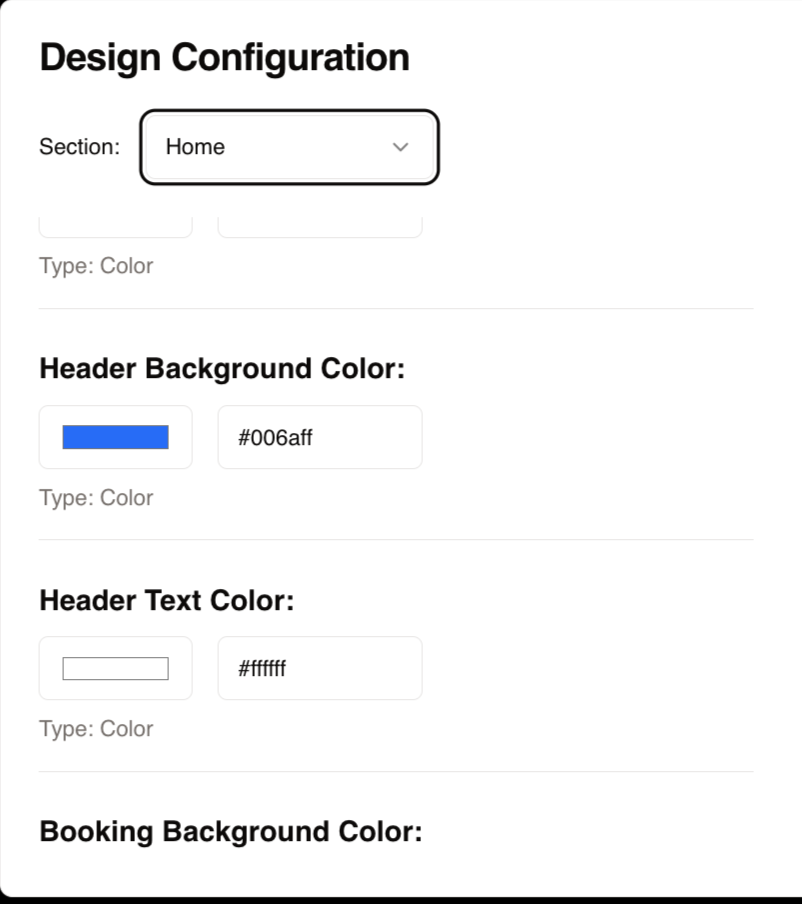 Design Configuration
Section: Home
Type: Color
Header Background Color:
#006aff
Type: Color
Header Text Color:
#ffffff
Type: Color
Booking Background Color: